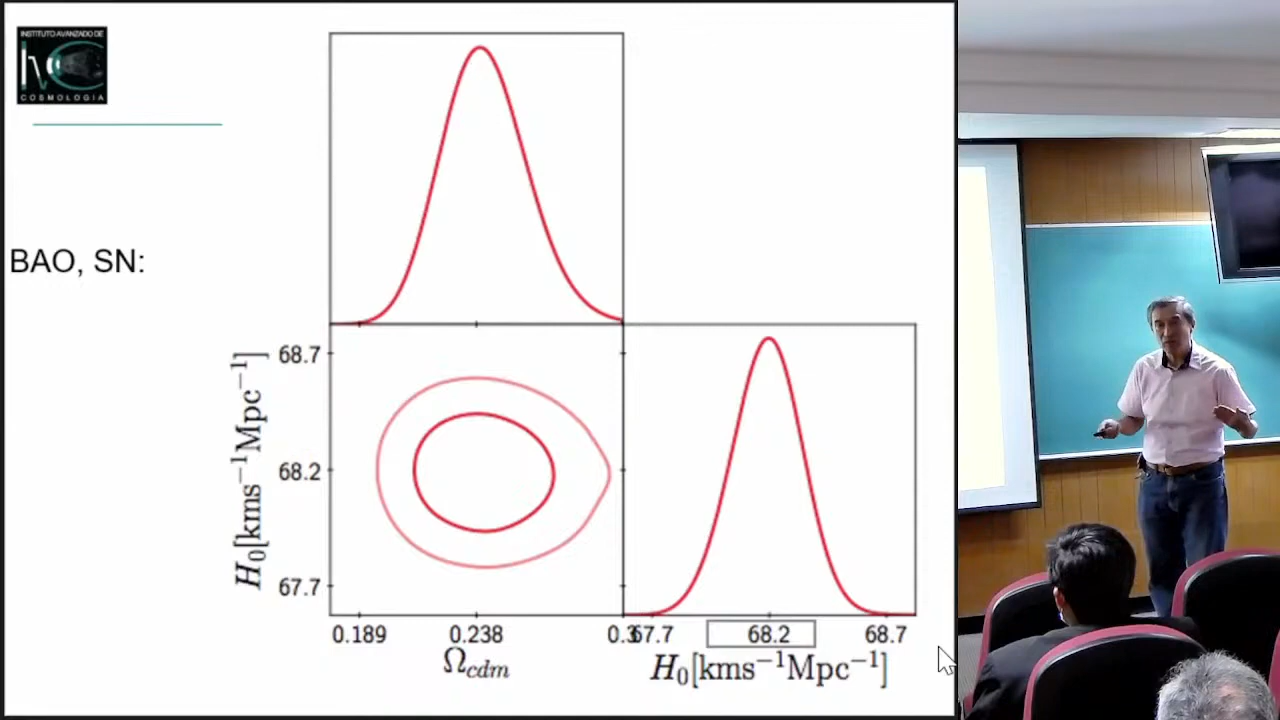 INSTITUTO AVANZADO DE
COSMOLOGIA
BAO, SN:
68.7
68.2
67.7
H₀[kms⁻¹Mpc⁻¹]
0.189
0.238
0.3
67.7
68.2
68.7
Ω_cdm
H₀[kms⁻¹Mpc⁻¹]